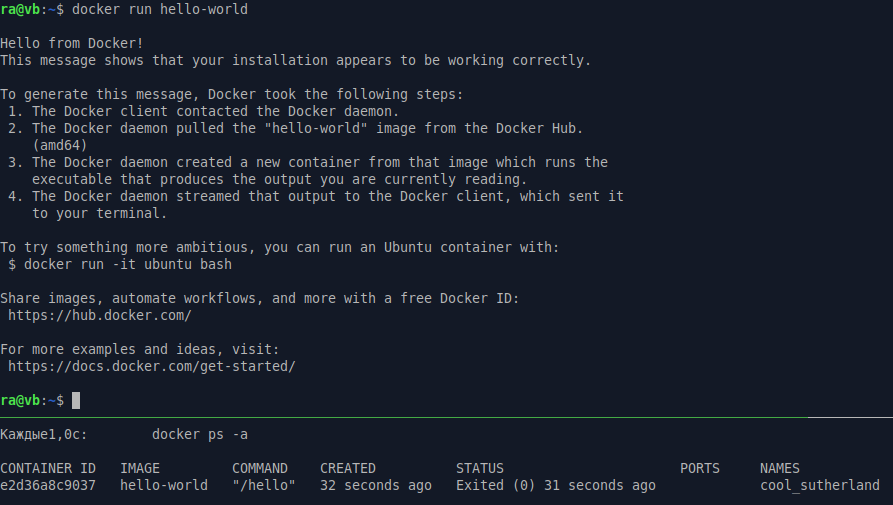 ra@vb:~$ docker run hello-world
Hello from Docker!
This message shows that your installation appears to be working correctly.
To generate this message, Docker took the following steps:
1. The Docker client contacted the Docker daemon.
2. The Docker daemon pulled the "hello-world" image from the Docker Hub.
(amd64)
3. The Docker daemon created a new container from that image which runs the
executable that produces the output you are currently reading.
4. The Docker daemon streamed that output to the Docker client, which sent it
to your terminal.
To try something more ambitious, you can run an Ubuntu container with:
$ docker run -it ubuntu bash
Share images, automate workflows, and more with a free Docker ID:
https://hub.docker.com/
For more examples and ideas, visit:
https://docs.docker.com/get-started/
ra@vb:~$
Каждые1,0с: docker ps -a
CONTAINER ID IMAGE COMMAND CREATED STATUS PORTS NAMES
e2d36a8c9037 hello-world "/hello" 32 seconds ago Exited (0) 31 seconds ago cool_sutherland